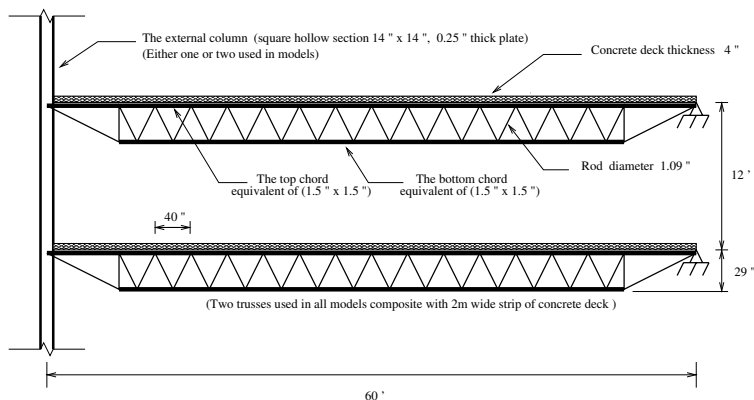 The external column (square hollow section 14 " x 14 ", 0.25 " thick plate)
(Either one or two used in models)
Concrete deck thickness 4 "
Rod diameter 1.09 "
The top chord
equivalent of (1.5 " x 1.5 ")
The bottom chord
equivalent of (1.5 " x 1.5 ")
12 '
40 "
29 "
(Two trusses used in all models composite with 2m wide strip of concrete deck )
60 '